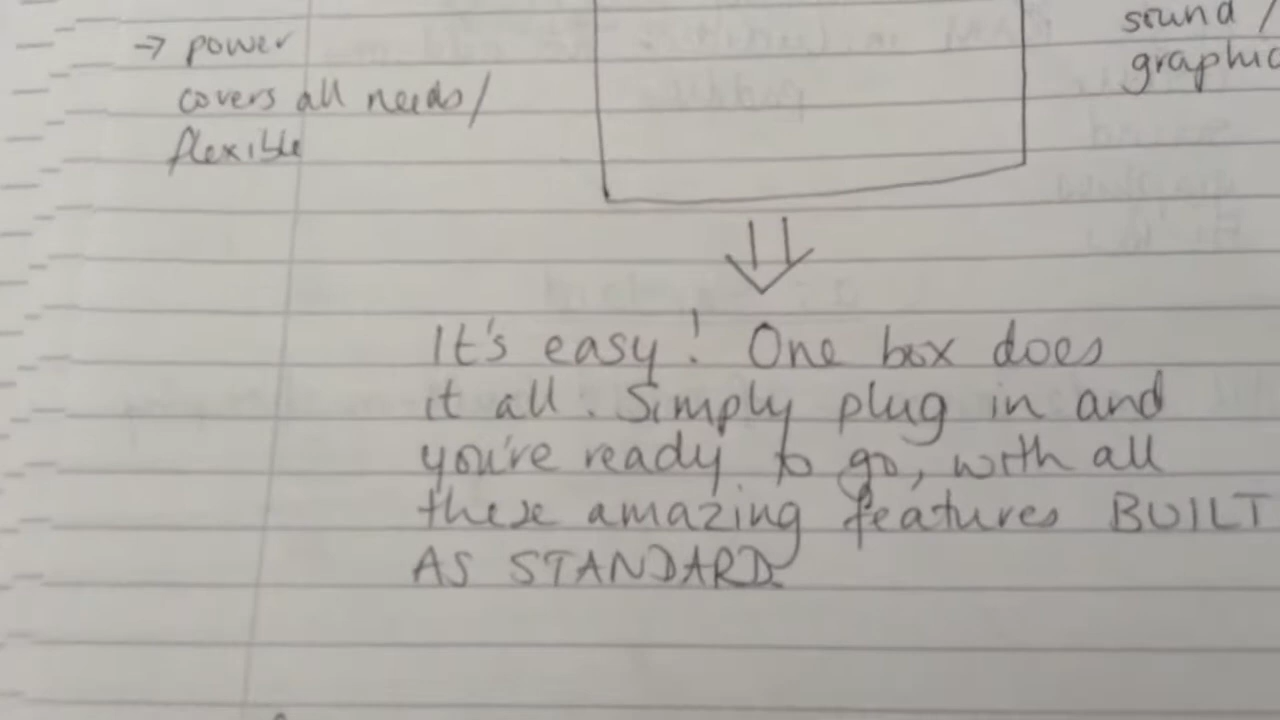 → power
covers all needs/
flexible
sound /
graphic
It's easy! One box does
it all. Simply plug in and
you're ready to go, with all
these amazing features BUILT
AS STANDARD